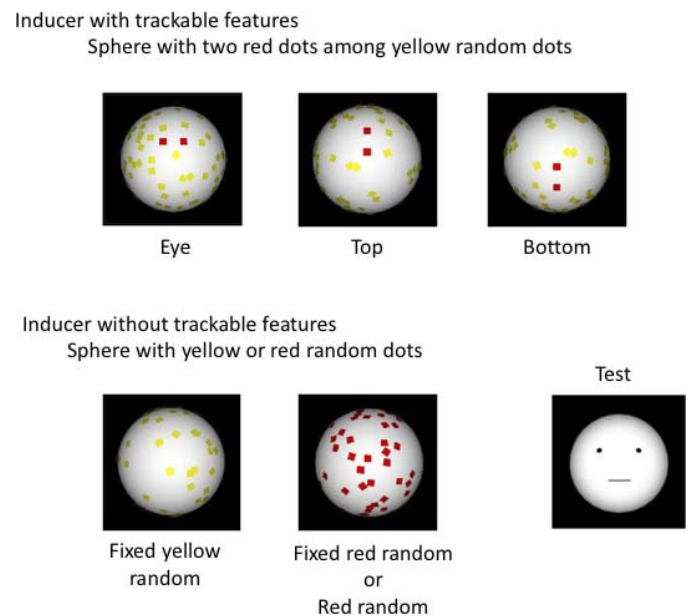 Inducer with trackable features
Sphere with two red dots among yellow random dots
Eye
Top
Bottom
Inducer without trackable features
Sphere with yellow or red random dots
Test
Fixed yellow
random
Fixed red random
or
Red random